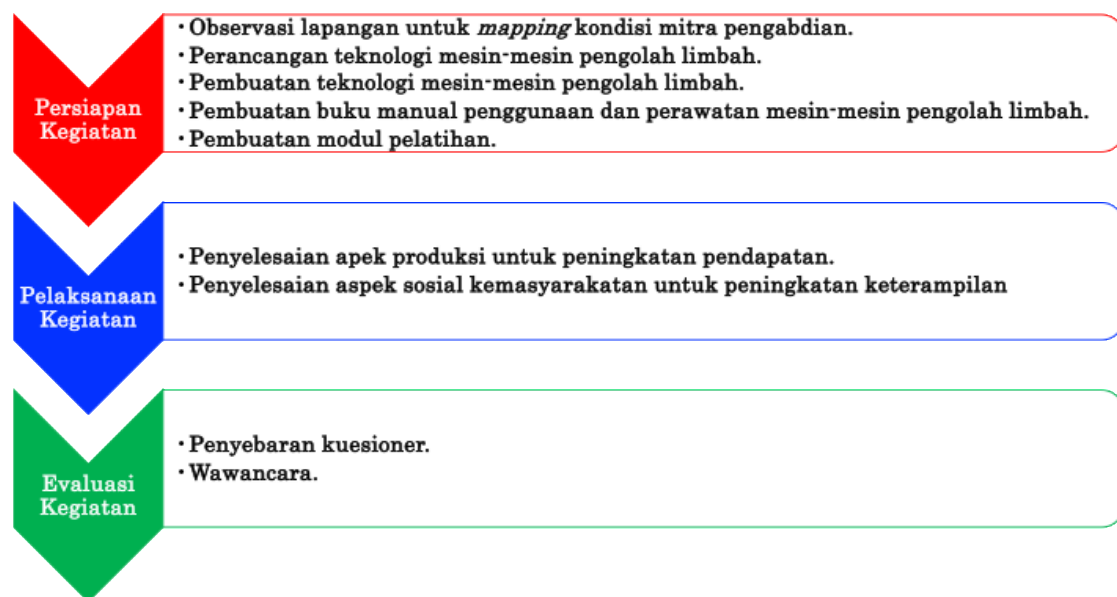 Persiapan
Kegiatan
· Observasi lapangan untuk mapping kondisi mitra pengabdian.
· Perancangan teknologi mesin-mesin pengolah limbah.
· Pembuatan teknologi mesin-mesin pengolah limbah.
· Pembuatan buku manual penggunaan dan perawatan mesin-mesin pengolah limbah.
· Pembuatan modul pelatihan.
Pelaksanaan
Kegiatan
· Penyelesaian apek produksi untuk peningkatan pendapatan.
· Penyelesaian aspek sosial kemasyarakatan untuk peningkatan keterampilan
Evaluasi
Kegiatan
· Penyebaran kuesioner.
· Wawancara.